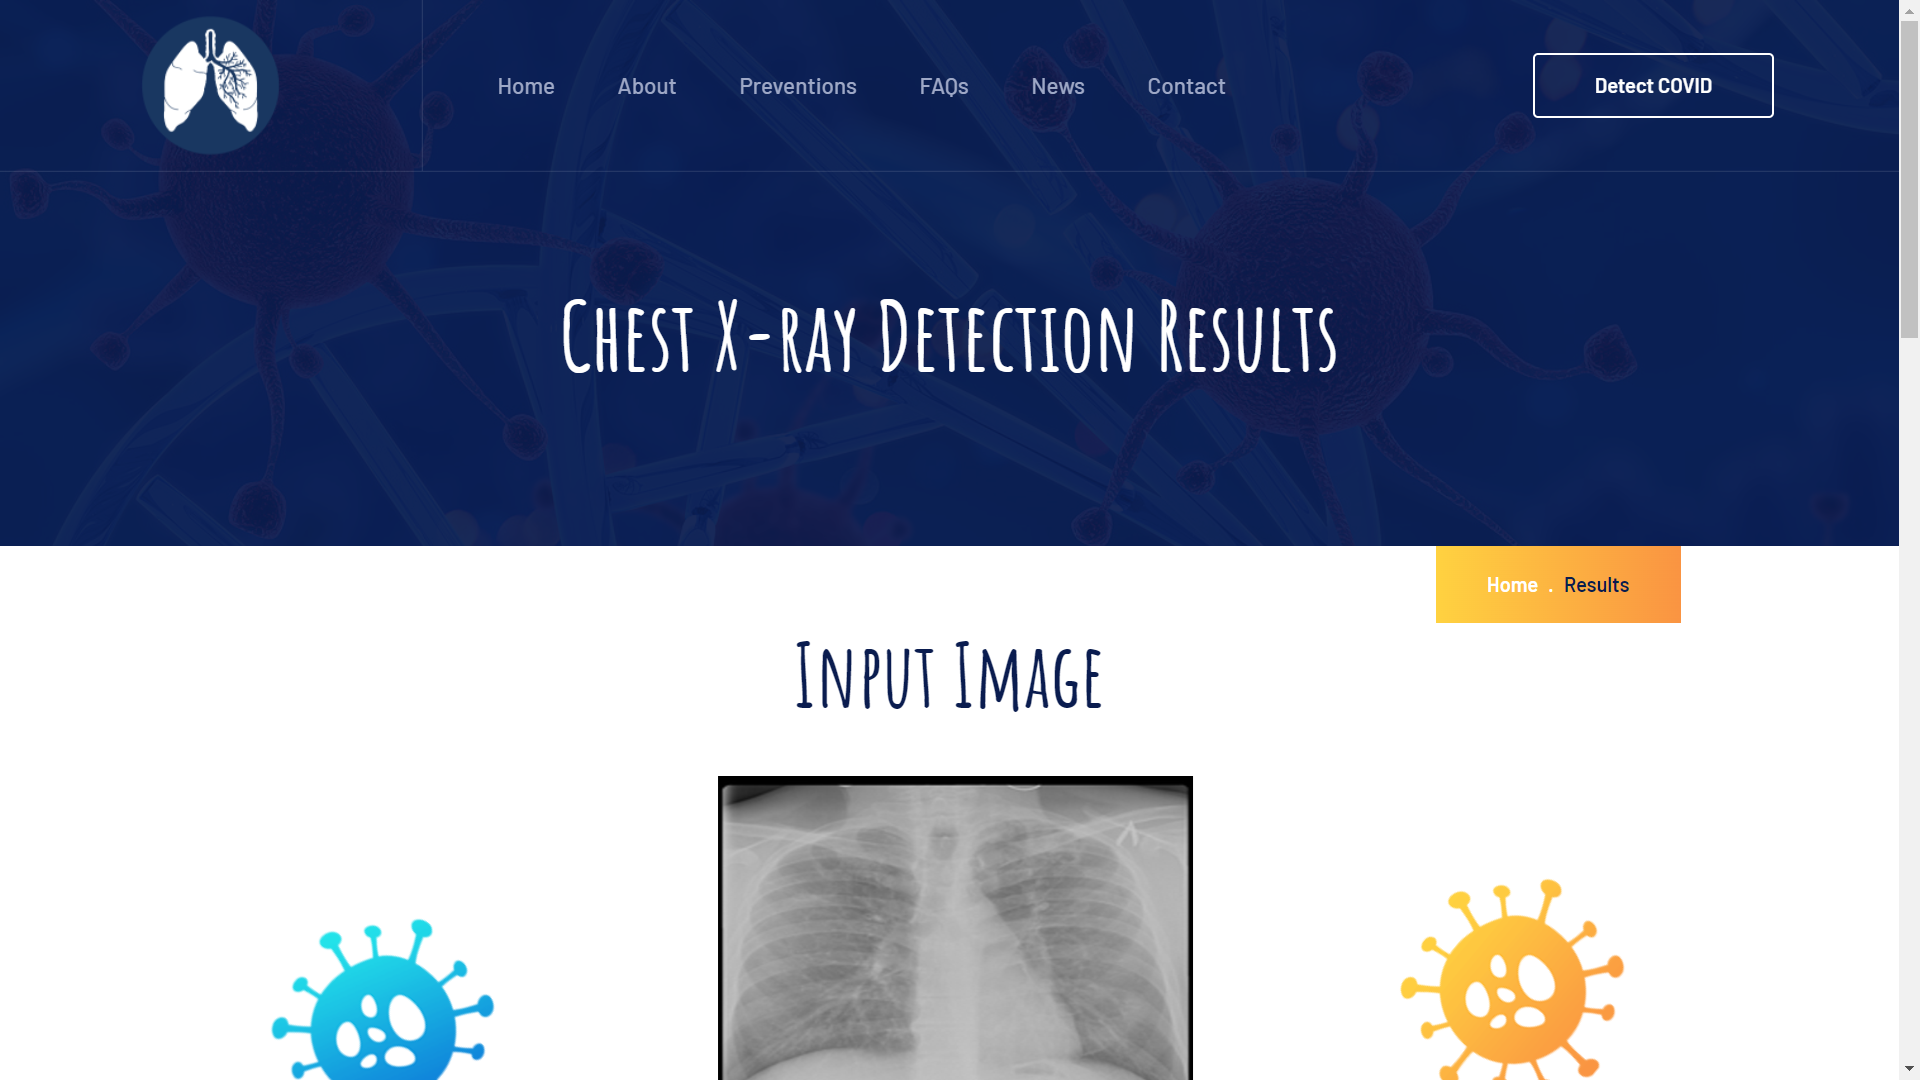 Home
About
Preventions
FAQs
News
Contact
Detect COVID
Chest X-ray Detection Results
Home . Results
Input Image